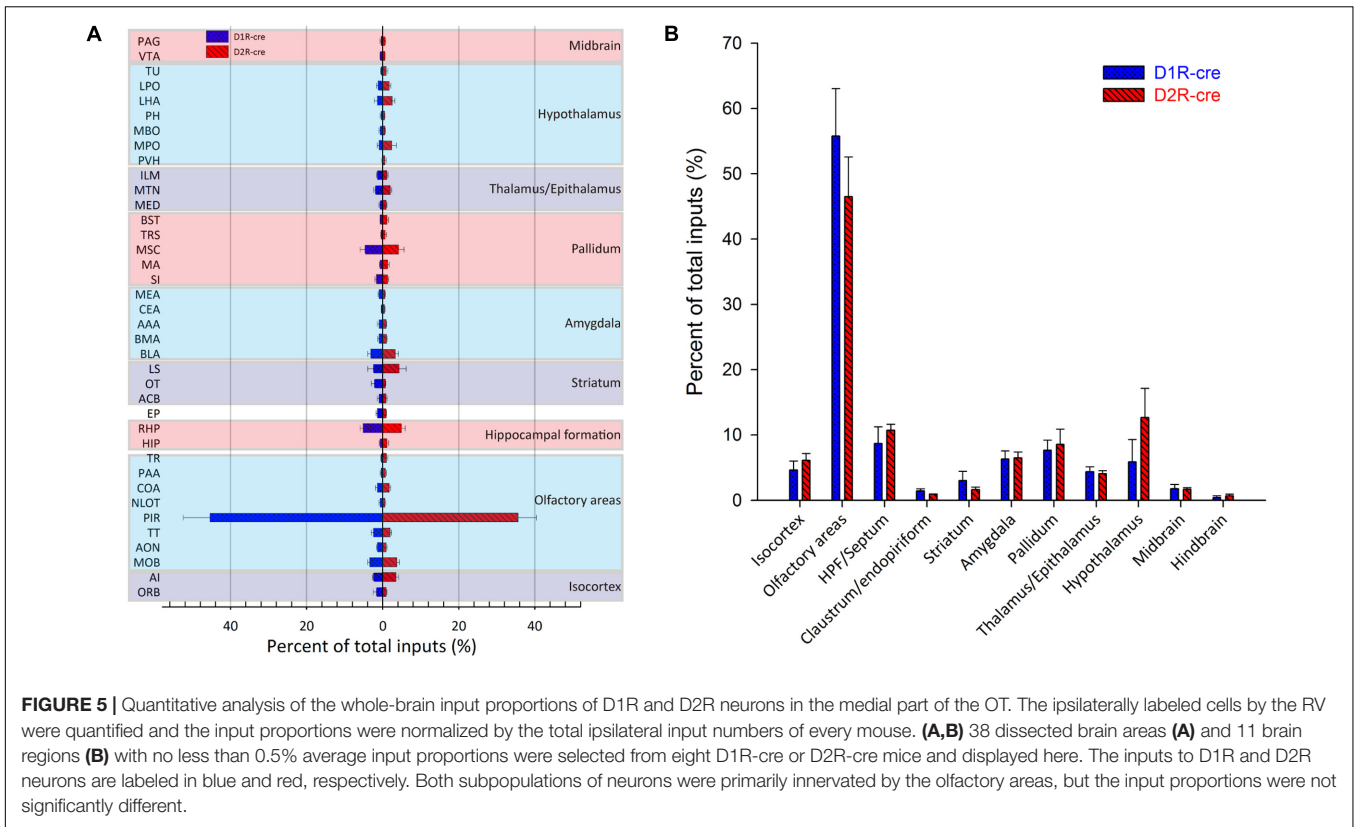 A
D1R-cre
D2R-cre
PAG
VTA
Midbrain
TU
LPO
LHA
PH
MBO
MPO
PVH
Hypothalamus
ILM
MTN
MED
Thalamus/Epithalamus
BST
TRS
MSC
MA
SI
Pallidum
MEA
CEA
AAA
BMA
BLA
Amygdala
LS
OT
ACB
Striatum
EP
RHP
HIP
Hippocampal formation
TR
PAA
COA
NLOT
PIR
TT
AON
MOB
Olfactory areas
AI
ORB
Isocortex
40 20 0 20 40
Percent of total inputs (%)
B
70
60
50
40
30
20
10
0
Percent of total inputs (%)
D1R-cre
D2R-cre
Isocortex
Olfactory areas
HPF/Septum
Claustrum/endopiriform
Striatum
Amygdala
Pallidum
Thalamus/Epithalamus
Hypothalamus
Midbrain
Hindbrain
FIGURE 5 | Quantitative analysis of the whole-brain input proportions of D1R and D2R neurons in the medial part of the OT. The ipsilaterally labeled cells by the RV
were quantified and the input proportions were normalized by the total ipsilateral input numbers of every mouse. (A,B) 38 dissected brain areas (A) and 11 brain
regions (B) with no less than 0.5% average input proportions were selected from eight D1R-cre or D2R-cre mice and displayed here. The inputs to D1R and D2R
neurons are labeled in blue and red, respectively. Both subpopulations of neurons were primarily innervated by the olfactory areas, but the input proportions were not
significantly different.